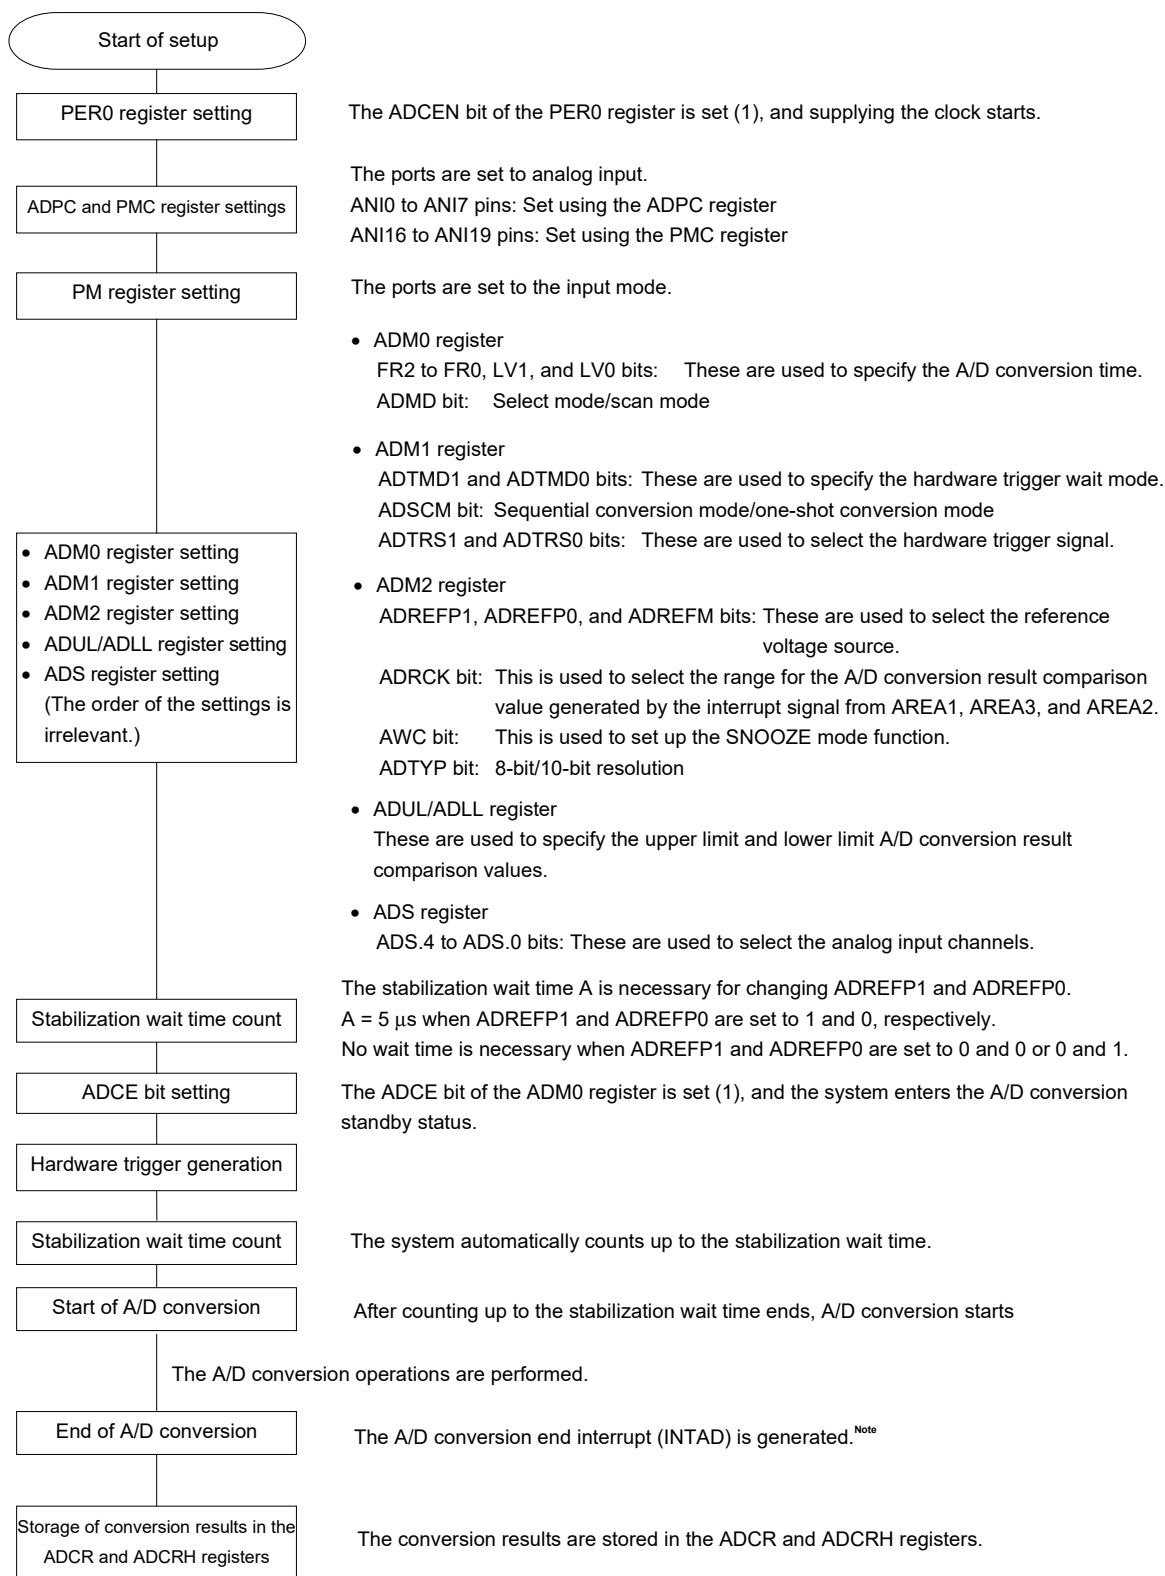 Start of setup
PER0 register setting
The ADCEN bit of the PER0 register is set (1), and supplying the clock starts.
ADPC and PMC register settings
The ports are set to analog input.
ANI0 to ANI7 pins: Set using the ADPC register
ANI16 to ANI19 pins: Set using the PMC register
PM register setting
The ports are set to the input mode.
• ADM0 register setting
• ADM1 register setting
• ADM2 register setting
• ADUL/ADLL register setting
• ADS register setting
(The order of the settings is
irrelevant.)
• ADM0 register
FR2 to FR0, LV1, and LV0 bits: These are used to specify the A/D conversion time.
ADMD bit: Select mode/scan mode
• ADM1 register
ADTMD1 and ADTMD0 bits: These are used to specify the hardware trigger wait mode.
ADSCM bit: Sequential conversion mode/one-shot conversion mode
ADTRS1 and ADTRS0 bits: These are used to select the hardware trigger signal.
• ADM2 register
ADREFP1, ADREFP0, and ADREFM bits: These are used to select the reference
voltage source.
ADRCK bit: This is used to select the range for the A/D conversion result comparison
value generated by the interrupt signal from AREA1, AREA3, and AREA2.
AWC bit: This is used to set up the SNOOZE mode function.
ADTYP bit: 8-bit/10-bit resolution
• ADUL/ADLL register
These are used to specify the upper limit and lower limit A/D conversion result
comparison values.
• ADS register
ADS.4 to ADS.0 bits: These are used to select the analog input channels.
Stabilization wait time count
The stabilization wait time A is necessary for changing ADREFP1 and ADREFP0.
A = 5 μs when ADREFP1 and ADREFP0 are set to 1 and 0, respectively.
No wait time is necessary when ADREFP1 and ADREFP0 are set to 0 and 0 or 0 and 1.
ADCE bit setting
The ADCE bit of the ADM0 register is set (1), and the system enters the A/D conversion
standby status.
Hardware trigger generation
Stabilization wait time count
The system automatically counts up to the stabilization wait time.
Start of A/D conversion
After counting up to the stabilization wait time ends, A/D conversion starts
The A/D conversion operations are performed.
End of A/D conversion
The A/D conversion end interrupt (INTAD) is generated.Note
Storage of conversion results in the
ADCR and ADCRH registers
The conversion results are stored in the ADCR and ADCRH registers.